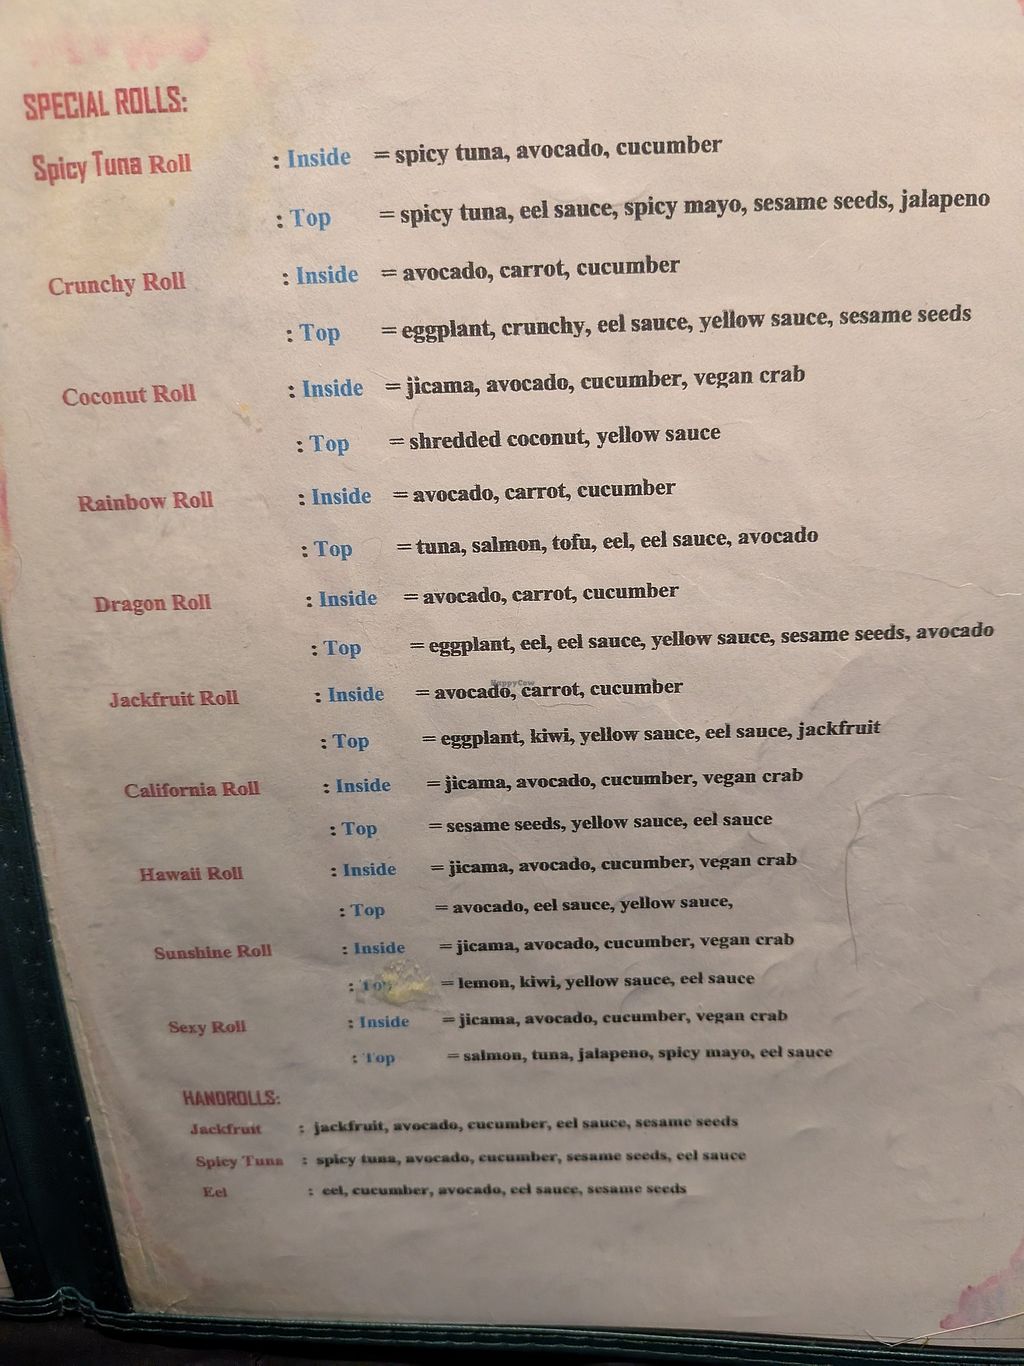 SPECIAL ROLLS:
Spicy Tuna Roll : Inside = spicy tuna, avocado, cucumber
: Top = spicy tuna, eel sauce, spicy mayo, sesame seeds, jalapeno
Crunchy Roll : Inside = avocado, carrot, cucumber
: Top = eggplant, crunchy, eel sauce, yellow sauce, sesame seeds
Coconut Roll : Inside = jicama, avocado, cucumber, vegan crab
: Top = shredded coconut, yellow sauce
Rainbow Roll : Inside = avocado, carrot, cucumber
: Top = tuna, salmon, tofu, eel, eel sauce, avocado
Dragon Roll : Inside = avocado, carrot, cucumber
: Top = eggplant, eel, eel sauce, yellow sauce, sesame seeds, avocado
HappyCow
Jackfruit Roll : Inside = avocado, carrot, cucumber
: Top = eggplant, kiwi, yellow sauce, eel sauce, jackfruit
California Roll : Inside = jicama, avocado, cucumber, vegan crab
: Top = sesame seeds, yellow sauce, eel sauce
Hawaii Roll : Inside = jicama, avocado, cucumber, vegan crab
: Top = avocado, eel sauce, yellow sauce,
Sunshine Roll : Inside = jicama, avocado, cucumber, vegan crab
: Top = lemon, kiwi, yellow sauce, eel sauce
Sexy Roll : Inside = jicama, avocado, cucumber, vegan crab
: Top = salmon, tuna, jalapeno, spicy mayo, eel sauce
HANDROLLS:
Jackfruit : jackfruit, avocado, cucumber, eel sauce, sesame seeds
Spicy Tuna : spicy tuna, avocado, cucumber, sesame seeds, eel sauce
Eel : eel, cucumber, avocado, eel sauce, sesame seeds